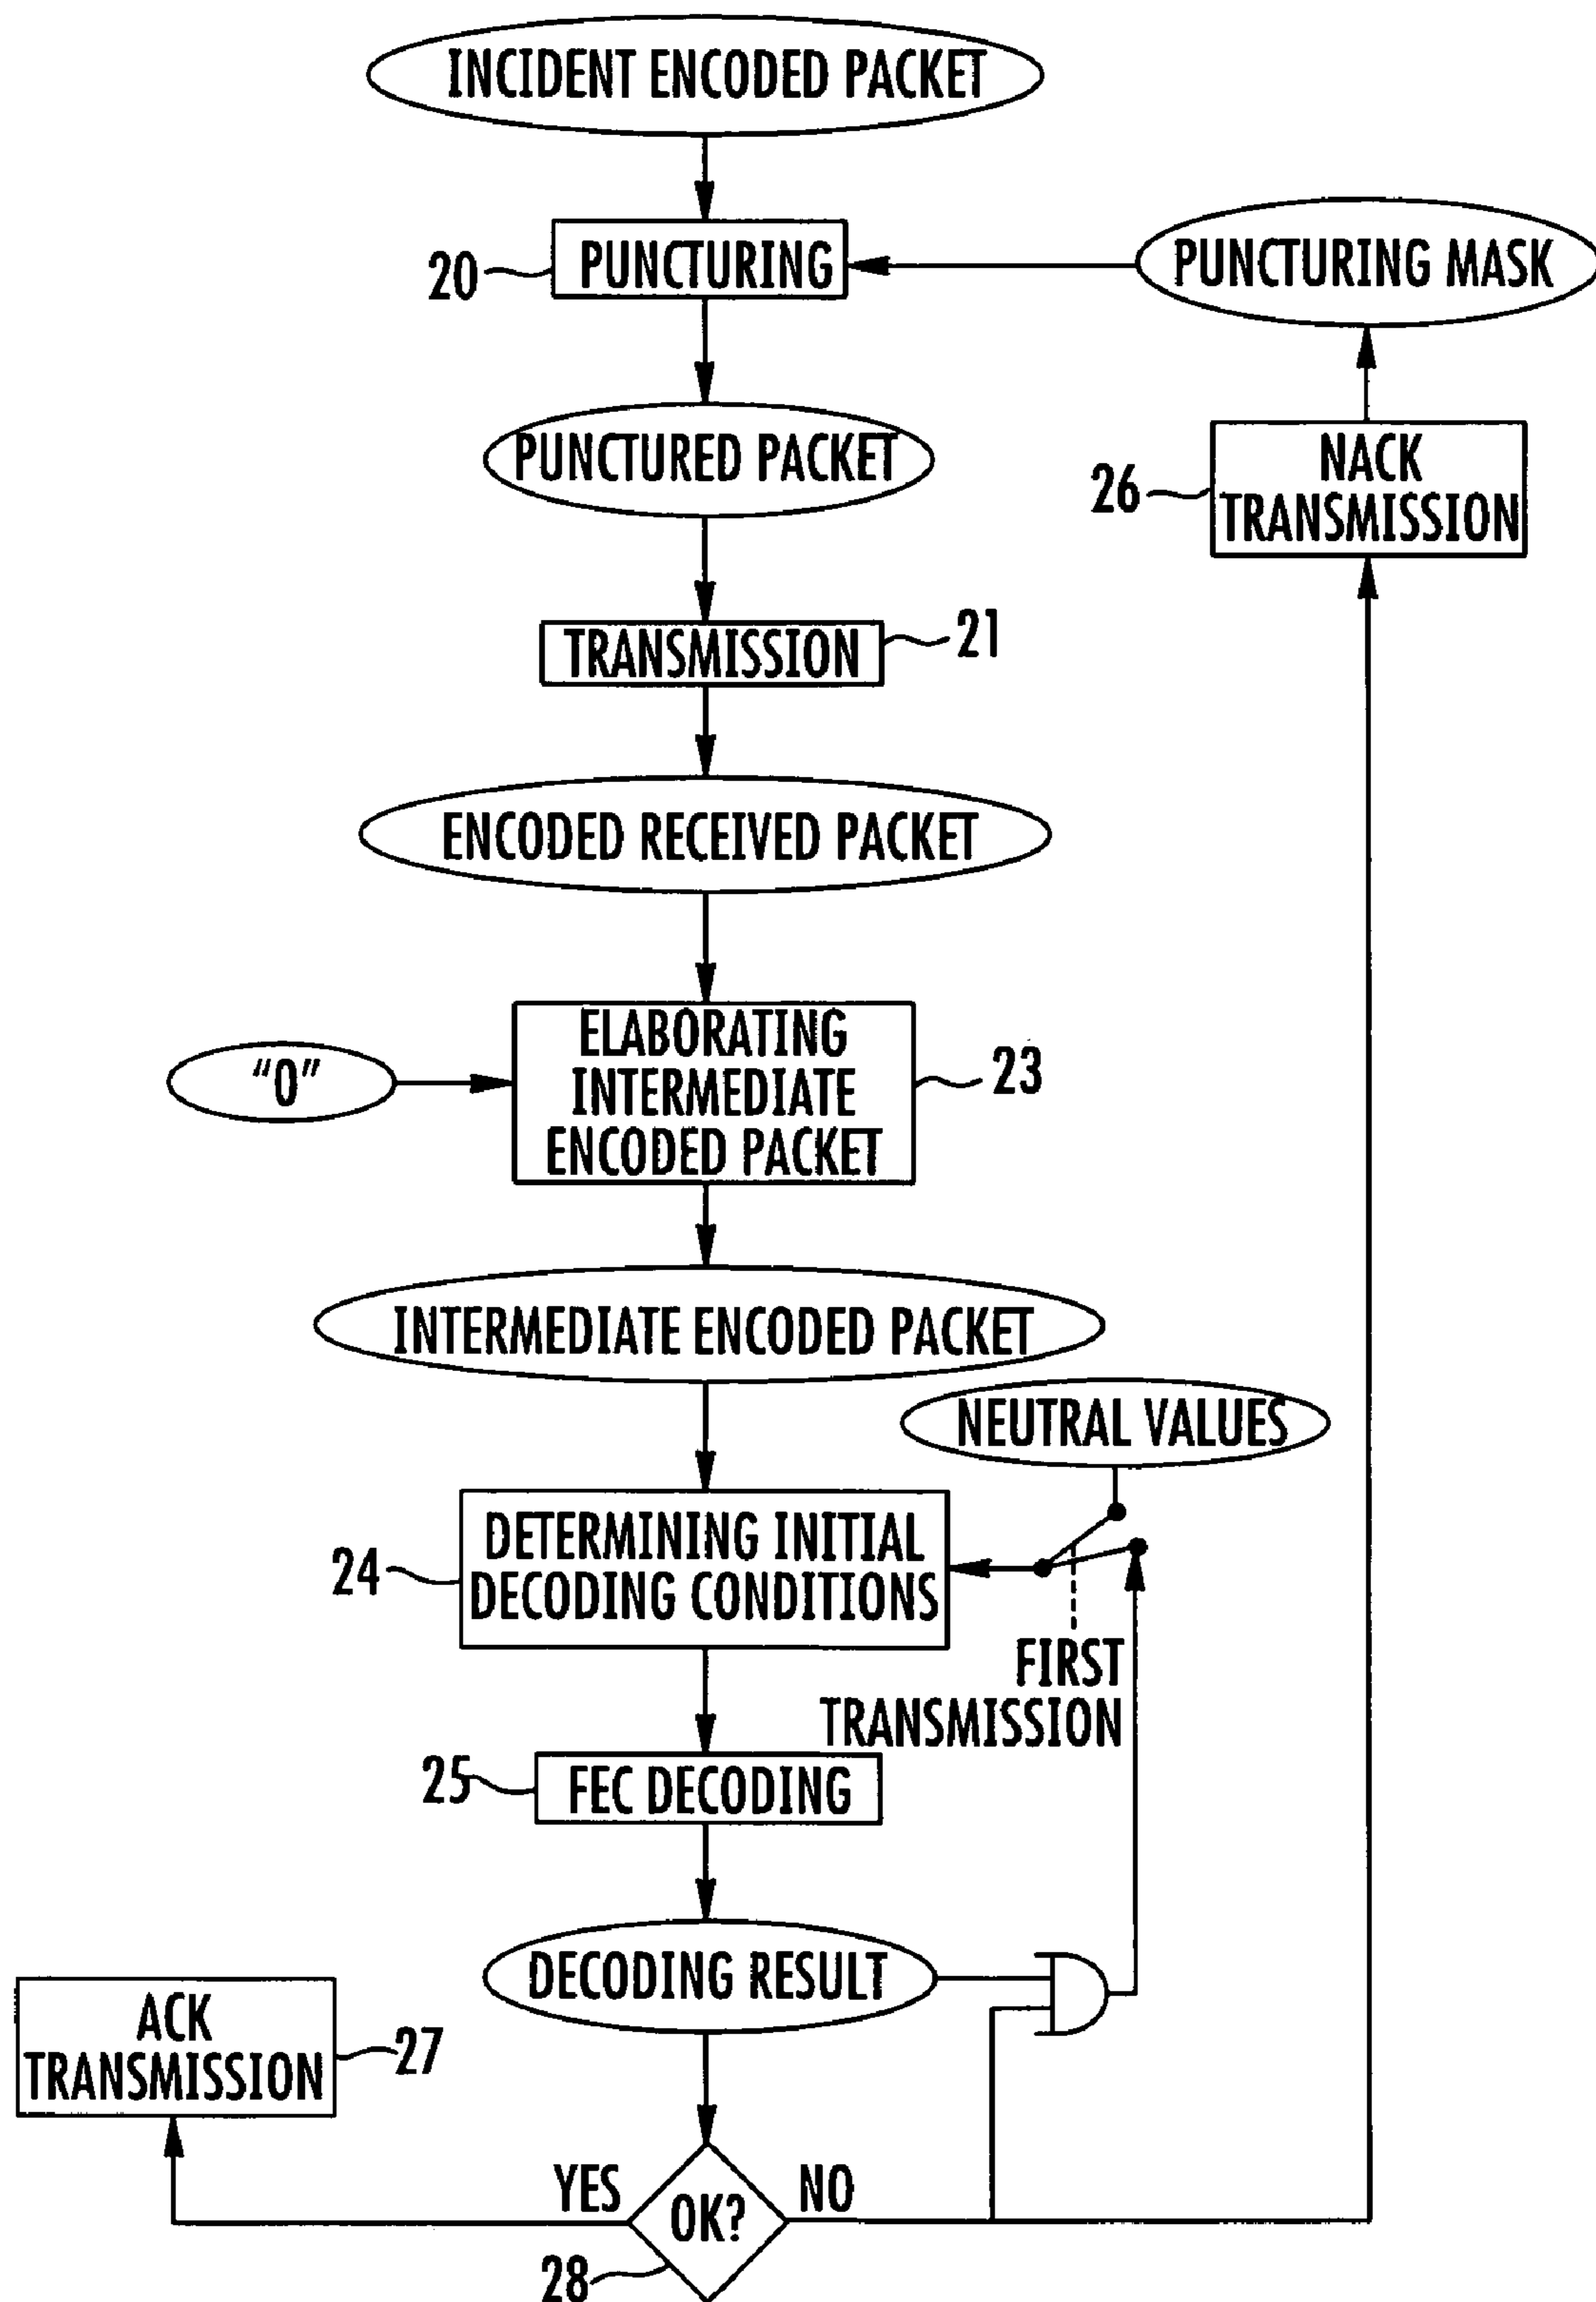 INCIDENT ENCODED PACKET
PUNCTURING
20
PUNCTURING MASK
PUNCTURED PACKET
NACK
TRANSMISSION
26
TRANSMISSION
21
ENCODED RECEIVED PACKET
"0"
ELABORATING
INTERMEDIATE
ENCODED PACKET
23
INTERMEDIATE ENCODED PACKET
NEUTRAL VALUES
DETERMINING INITIAL
DECODING CONDITIONS
24
FIRST
TRANSMISSION
25
FEC DECODING
DECODING RESULT
ACK
TRANSMISSION
27
YES
OK?
NO
28